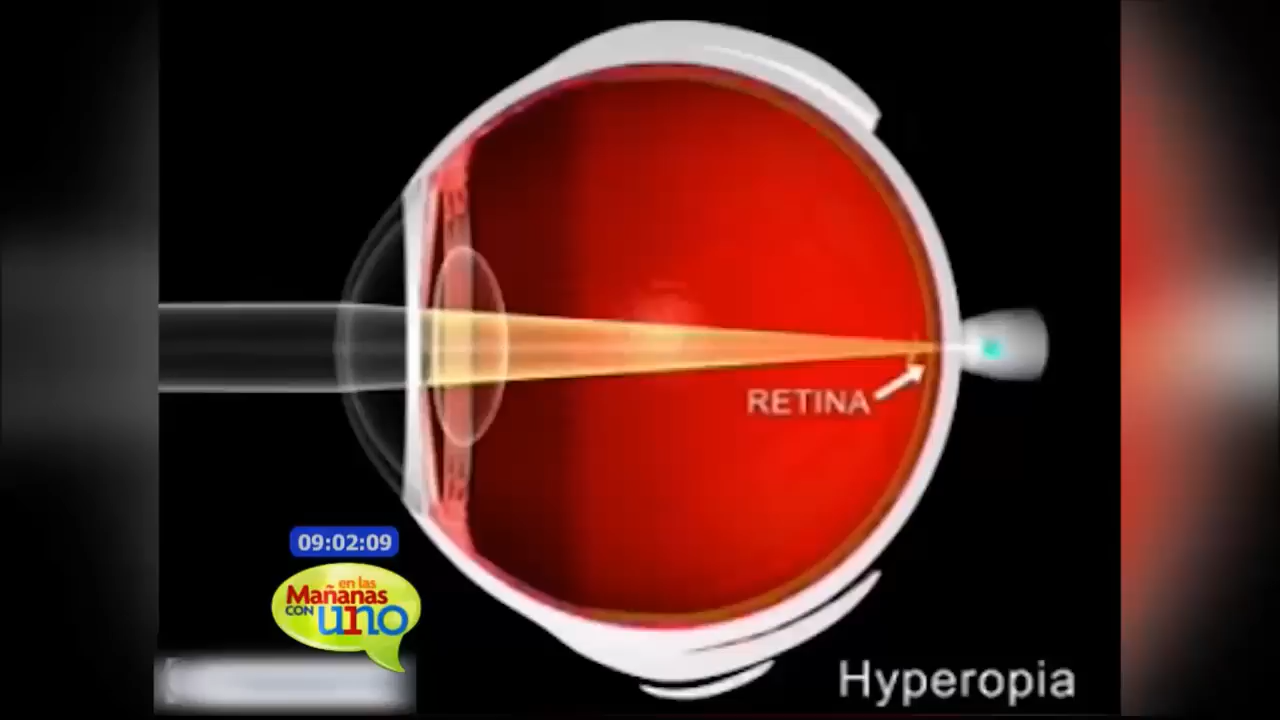 RETINA
09:02:09
en las
Mañanas
CON uno
Hyperopia